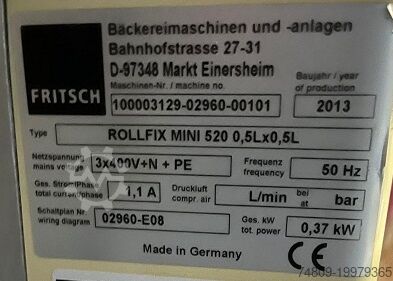 FRITSCH
Bäckereimaschinen und -anlagen
Bahnhofstrasse 27-31
D-97348 Markt Einersheim
Maschinen-Nr. / machine no.
Baujahr / year of production
100003129-02960-00101
2013
Type
ROLLFIX MINI 520 0,5Lx0,5L
Netzspannung
mains voltage
3x400V+N + PE
Frequenz
frequency
50 Hz
Ges. Strom/Phase
total current/phase
1,1 A
Druckluft
compr. air
L/min
bei
at
bar
Schaltplan Nr.
wiring diagram
02960-E08
Ges. kW
tot. power
0,37 kW
Made in Germany
CE
74809-19979365